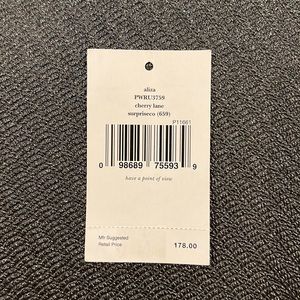 aliza
PWRU3759
cherry lane
surpriseco (659)
P11661
0 98689 75593 9
have a point of view
Mfr Suggested
Retail Price
178.00